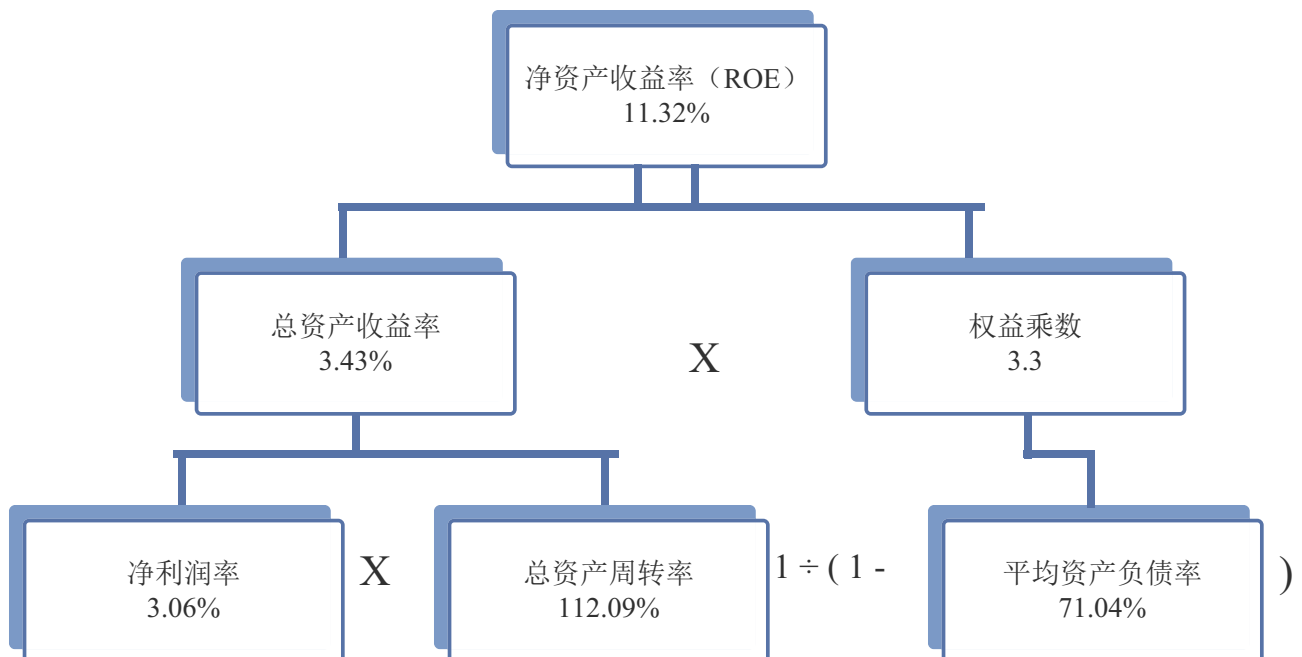 净资产收益率（ROE）
11.32%
总资产收益率
3.43%
X
权益乘数
3.3
净利润率
3.06%
X
总资产周转率
112.09%
1 ÷ ( 1 -
平均资产负债率
71.04%
)